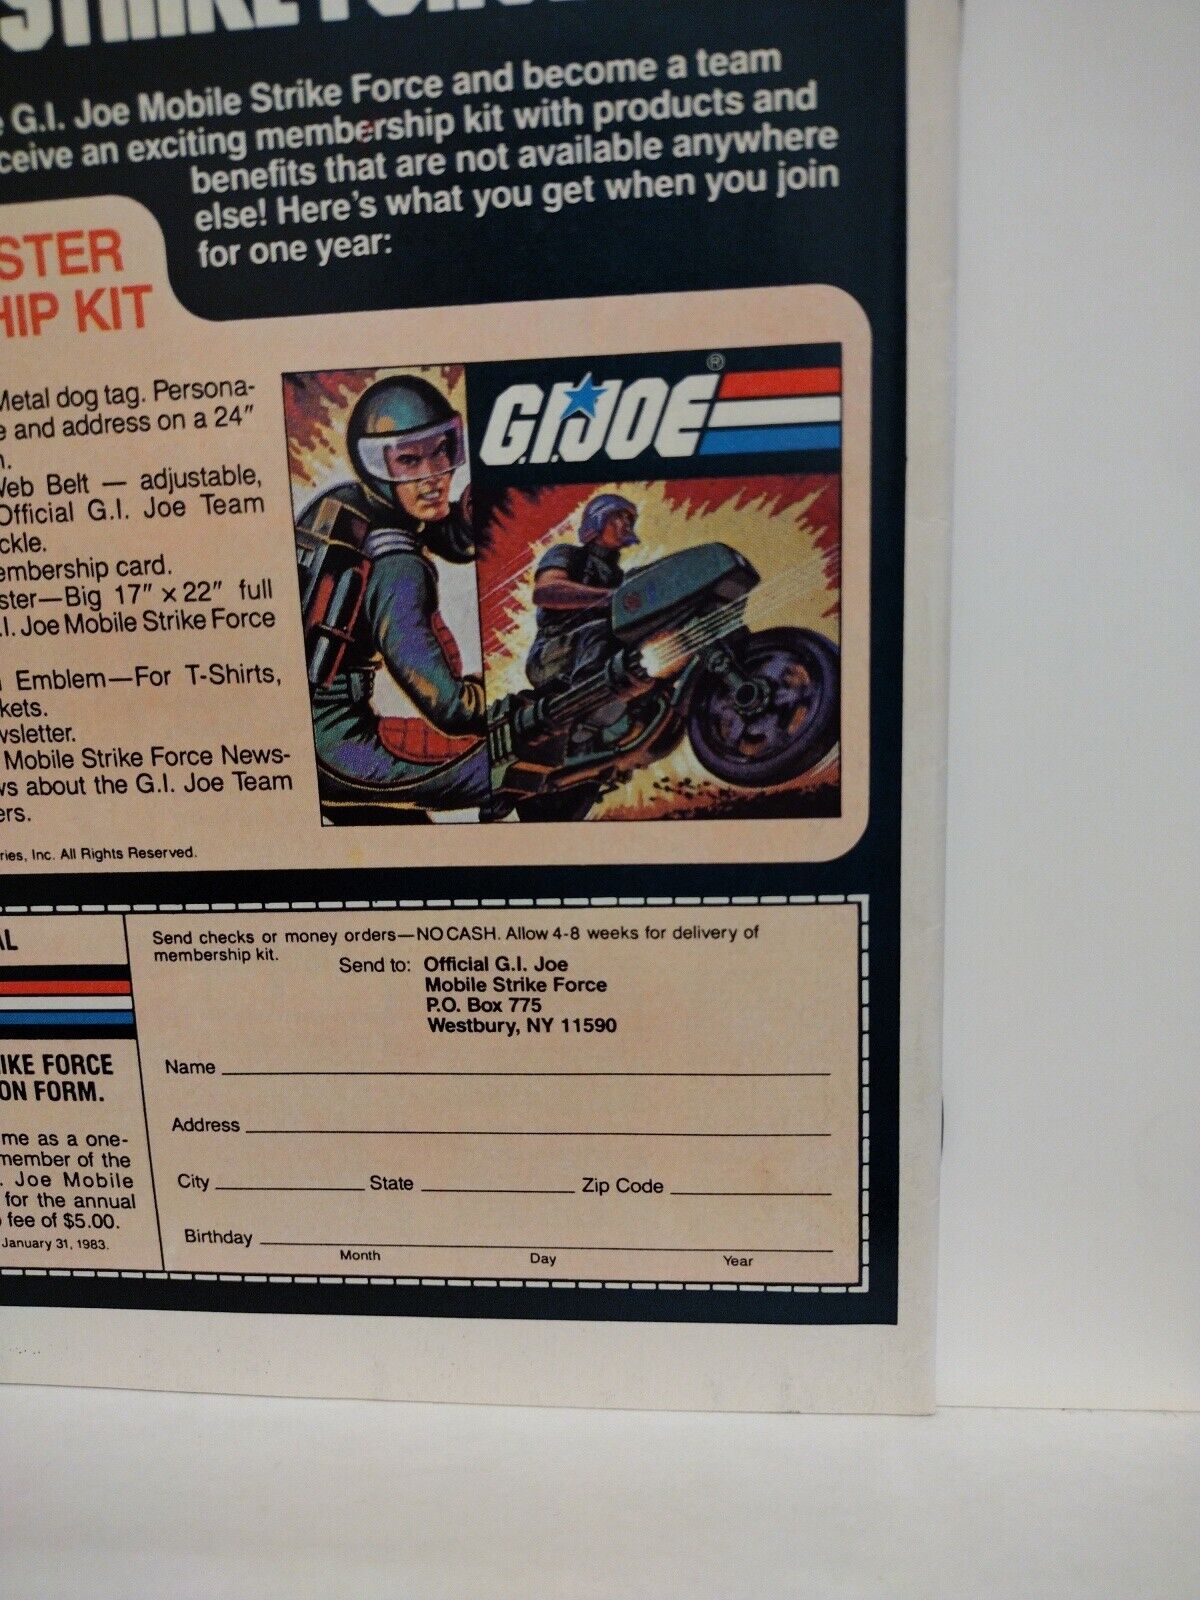 STRIKE FORCE
G.I. Joe Mobile Strike Force and become a team
ceive an exciting membership kit with products and
benefits that are not available anywhere
else! Here's what you get when you join
for one year:
STER
HIP KIT
Metal dog tag. Persona-
e and address on a 24"
n.
Web Belt — adjustable,
Official G.I. Joe Team
ckle.
embership card.
ster—Big 17" x 22" full
.I. Joe Mobile Strike Force
Emblem—For T-Shirts,
kets.
wsletter.
Mobile Strike Force News-
ws about the G.I. Joe Team
ers.
ries, Inc. All Rights Reserved.
G.I.JOE ®
AL
IKE FORCE
ON FORM.
me as a one-
member of the
. Joe Mobile
for the annual
fee of $5.00.
January 31, 1983.
Send checks or money orders—NO CASH. Allow 4-8 weeks for delivery of
membership kit.
Send to: Official G.I. Joe
Mobile Strike Force
P.O. Box 775
Westbury, NY 11590
Name
Address
City State Zip Code
Birthday
Month Day Year